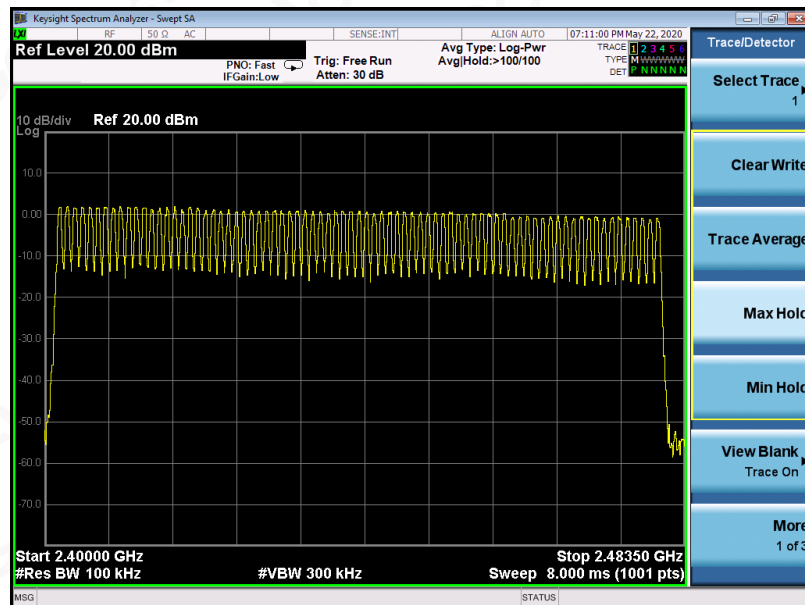 Keysight Spectrum Analyzer - Swept SA
LXI RF 50 Ω AC SENSE:INT ALIGN AUTO 07:11:00 PM May 22, 2020
Ref Level 20.00 dBm
PNO: Fast
IFGain:Low
Trig: Free Run
Atten: 30 dB
Avg Type: Log-Pwr
Avg|Hold:>100/100
TRACE 1 2 3 4 5 6
TYPE M W W W W W
DET P N N N N N
10 dB/div Ref 20.00 dBm
Log
10.0
0.00
-10.0
-20.0
-30.0
-40.0
-50.0
-60.0
-70.0
Start 2.40000 GHz Stop 2.48350 GHz
#Res BW 100 kHz #VBW 300 kHz Sweep 8.000 ms (1001 pts)
MSG STATUS
Trace/Detector
Select Trace
1
Clear Write
Trace Average
Max Hold
Min Hold
View Blank
Trace On
More
1 of 3